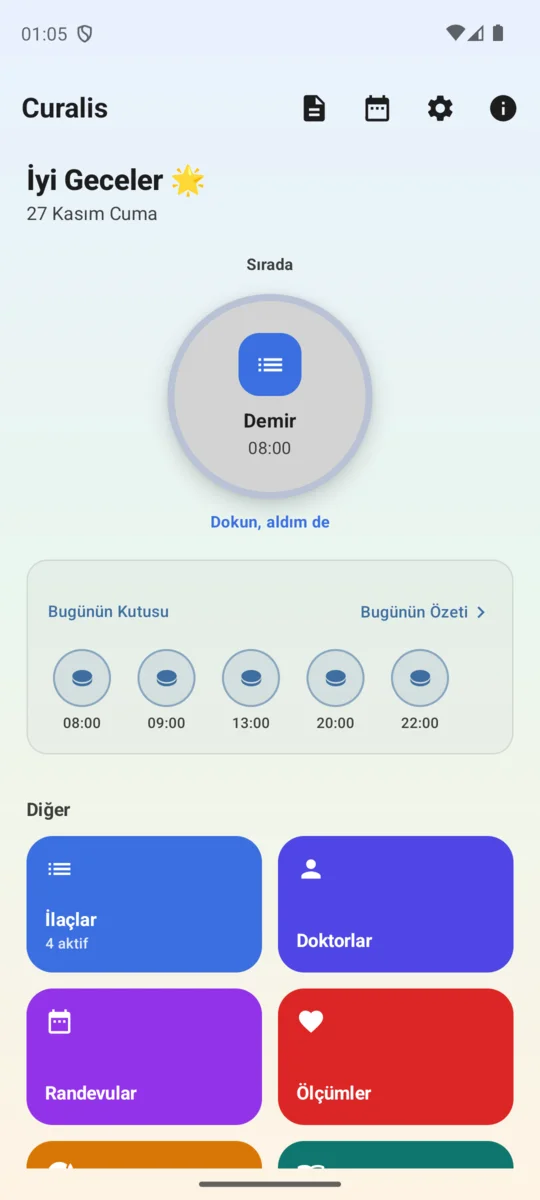 01:05
Curalis
İyi Geceler 🌟
27 Kasım Cuma
Sırada
Demir
08:00
Dokun, aldım de
Bugünün Kutusu
Bugünün Özeti
08:00 09:00 13:00 20:00 22:00
Diğer
İlaçlar
4 aktif
Doktorlar
Randevular
Ölçümler